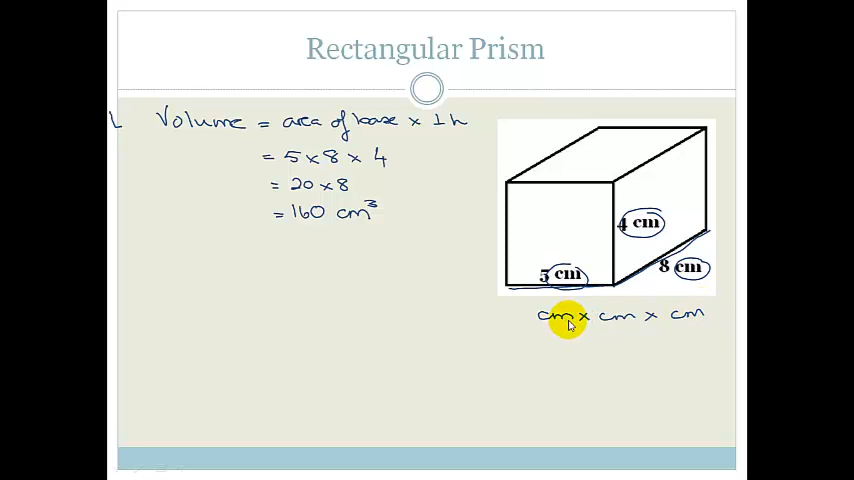 Rectangular Prism
Volume = area of base × ⊥ h
= 5 × 8 × 4
= 20 × 8
= 160 cm³
4 cm
8 cm
5 cm
cm × cm × cm